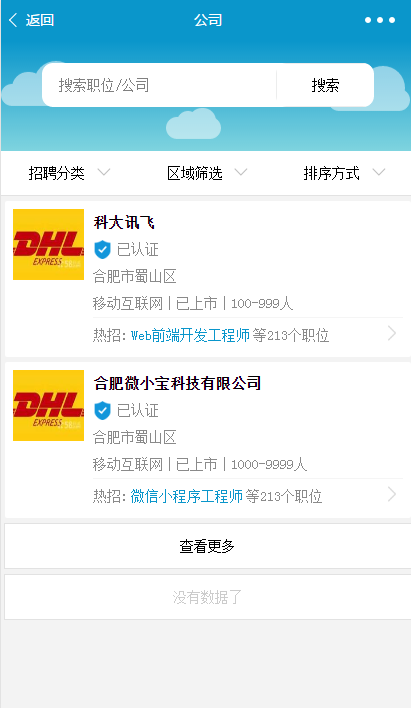 返回
公司
搜索职位/公司
搜索
招聘分类
区域筛选
排序方式
DHL
EXPRESS
科大讯飞
已认证
合肥市蜀山区
移动互联网 | 已上市 | 100-999人
热招: Web前端开发工程师 等213个职位
DHL
EXPRESS
合肥微小宝科技有限公司
已认证
合肥市蜀山区
移动互联网 | 已上市 | 1000-9999人
热招: 微信小程序工程师 等213个职位
查看更多
没有数据了